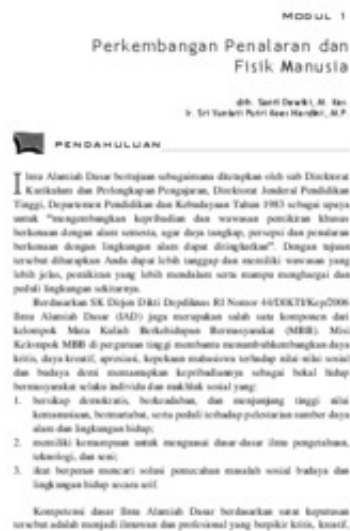 MODUL 1
Perkembangan Penalaran dan
Fisik Manusia
drh. Santi Dewiki, M. Kes.
Ir. Sri Yuniati Putri Koes Hardini, M.P.
PENDAHULUAN
Ilmu Alamiah Dasar bertujuan sebagaimana ditetapkan oleh sub Direktorat
Kurikulum dan Perlengkapan Pengajaran, Direktorat Jenderal Pendidikan
Tinggi, Departemen Pendidikan dan Kebudayaan Tahun 1983 sebagai upaya
untuk "mengembangkan kepribadian dan wawasan pemikiran khusus
berkenaan dengan alam semesta, agar daya tangkap, persepsi dan penalaran
berkenaan dengan lingkungan alam dapat ditingkatkan". Dengan tujuan
tersebut diharapkan Anda dapat lebih tanggap dan memiliki wawasan yang
lebih jelas, pemikiran yang lebih mendalam serta mampu menghargai dan
peduli lingkungan sekitarnya.
Berdasarkan SK Dirjen Dikti Depdiknas RI Nomor 44/DIKTI/Kep/2006
Ilmu Alamiah Dasar (IAD) juga merupakan salah satu komponen dari
kelompok Mata Kuliah Berkehidupan Bermasyarakat (MBB). Misi
Kelompok MBB di perguruan tinggi membantu menumbuhkembangkan daya
kritis, daya kreatif, apresiasi, kepekaan mahasiswa terhadap nilai-nilai sosial
dan budaya demi memantapkan kepribadiannya sebagai bekal hidup
bermasyarakat selaku individu dan makhluk sosial yang:
1. bersikap demokratis, berkeadaban, dan menjunjung tinggi nilai
kemanusiaan, bermartabat, serta peduli terhadap pelestarian sumber daya
alam dan lingkungan hidup;
2. memiliki kemampuan untuk menguasai dasar-dasar ilmu pengetahuan,
teknologi, dan seni;
3. ikut berperan mencari solusi pemecahan masalah sosial budaya dan
lingkungan hidup secara arif.
Kompetensi dasar Ilmu Alamiah Dasar berdasarkan surat keputusan
tersebut adalah menjadi ilmuwan dan profesional yang berpikir kritis, kreatif,